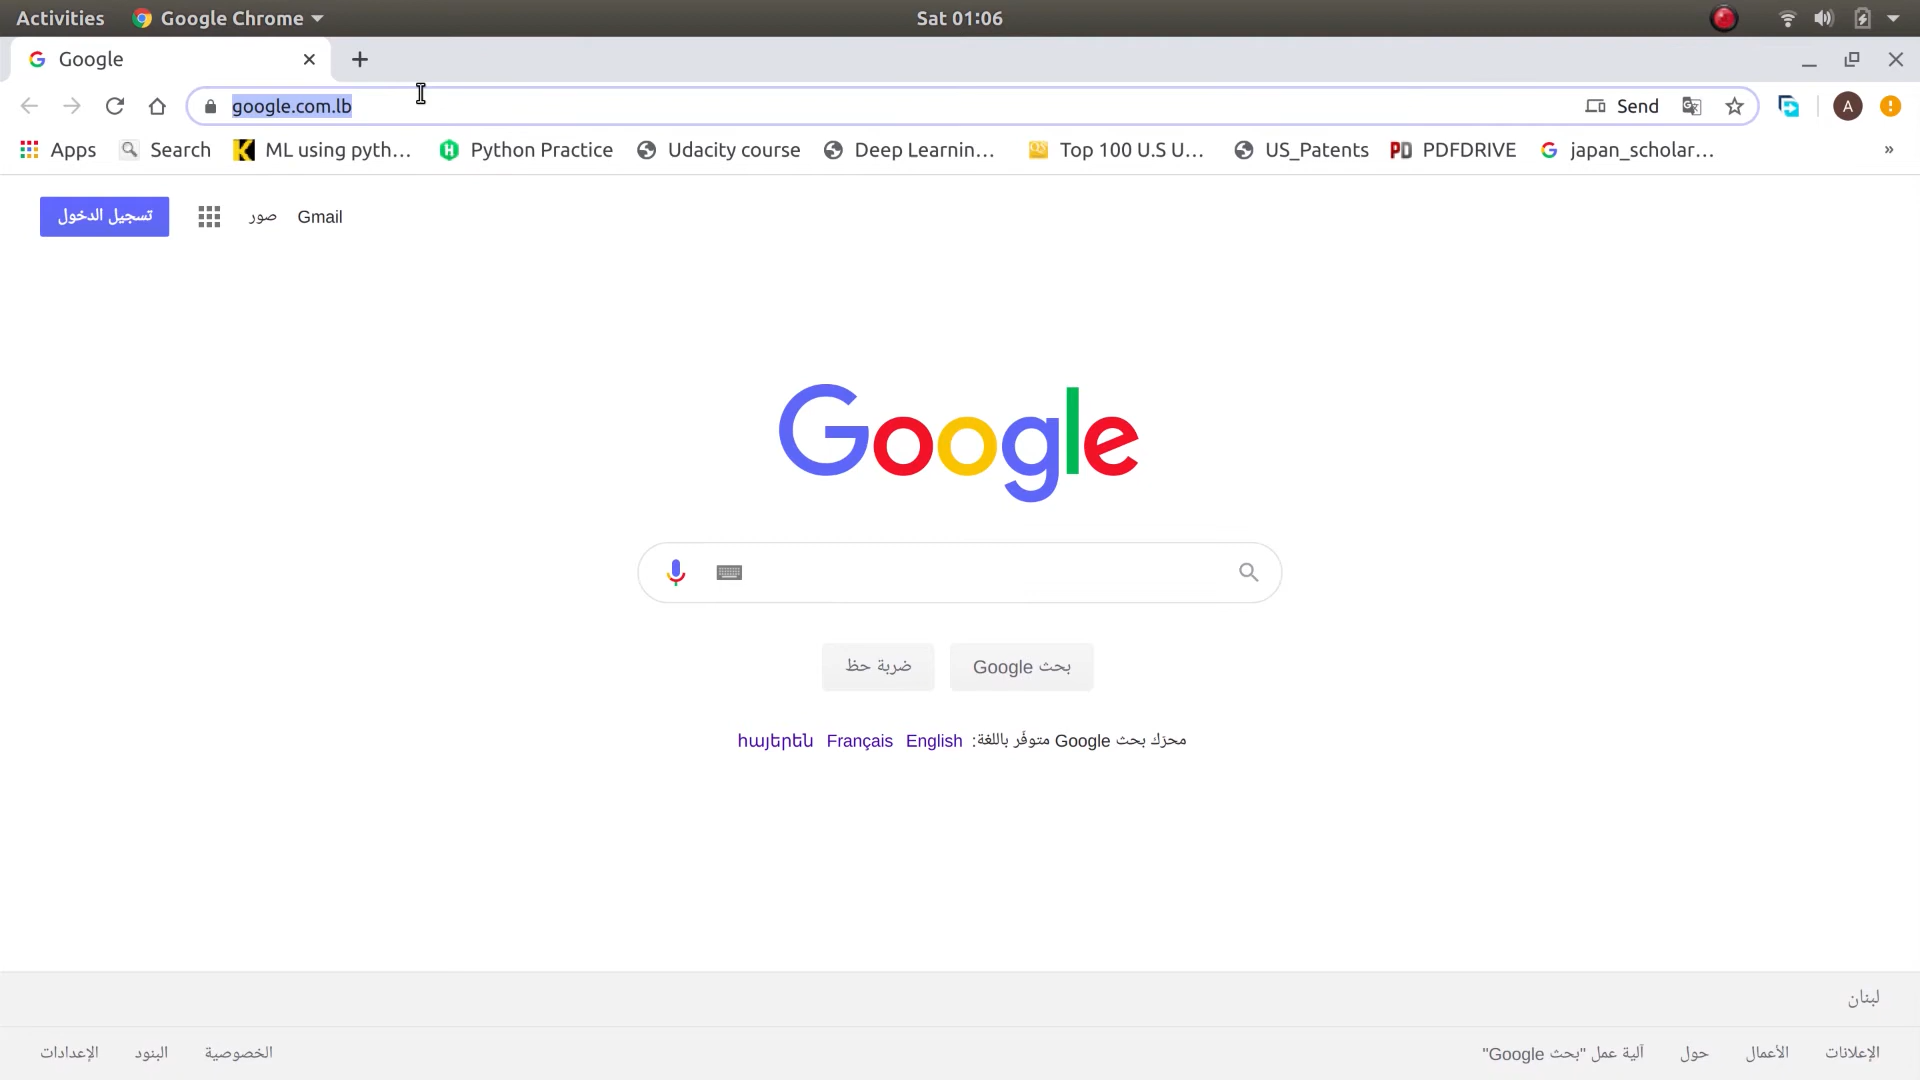 Activities Google Chrome Sat 01:06
Google
google.com.lb Send A
Apps Search ML using pyth... Python Practice Udacity course Deep Learnin... Top 100 U.S U... US_Patents PDFDRIVE japan_scholar... »
تسجيل الدخول صور Gmail
Google
بحث Google ضربة حظ
محرّك بحث Google متوفّر باللغة: English Français հայերեն
لبنان
الإعلانات الأعمال حول آلية عمل "بحث Google" الخصوصية البنود الإعدادات